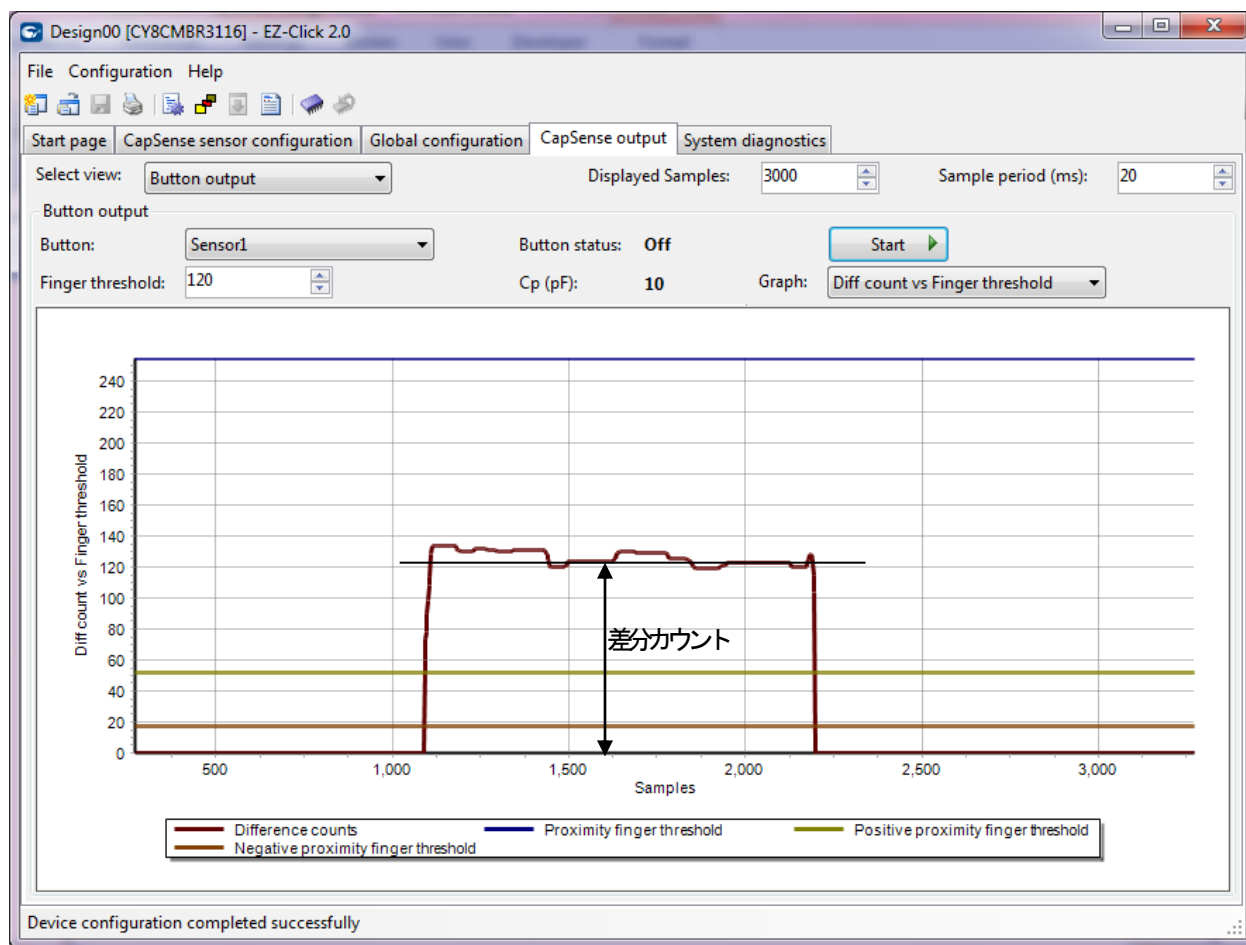 Design00 [CY8CMBR3116] - EZ-Click 2.0
File Configuration Help
Start page CapSense sensor configuration Global configuration CapSense output System diagnostics
Select view: Button output Displayed Samples: 3000 Sample period (ms): 20
Button output
Button: Sensor1 Button status: Off Start
Finger threshold: 120 Cp (pF): 10 Graph: Diff count vs Finger threshold
Diff count vs Finger threshold
240
220
200
180
160
140
120
100
80
60
40
20
0
差分カウント
500 1,000 1,500 2,000 2,500 3,000
Samples
Difference counts Proximity finger threshold Positive proximity finger threshold
Negative proximity finger threshold
Device configuration completed successfully